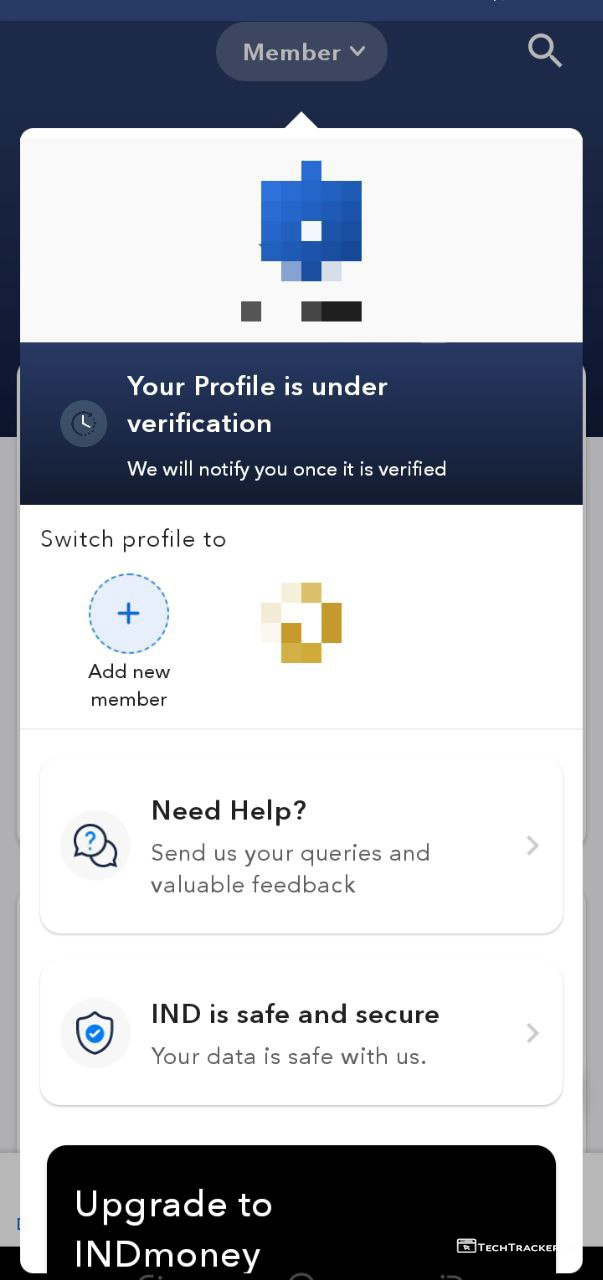 Member
Your Profile is under
verification
We will notify you once it is verified
Switch profile to
Add new
member
Need Help?
Send us your queries and
valuable feedback
IND is safe and secure
Your data is safe with us.
Upgrade to
INDmoney